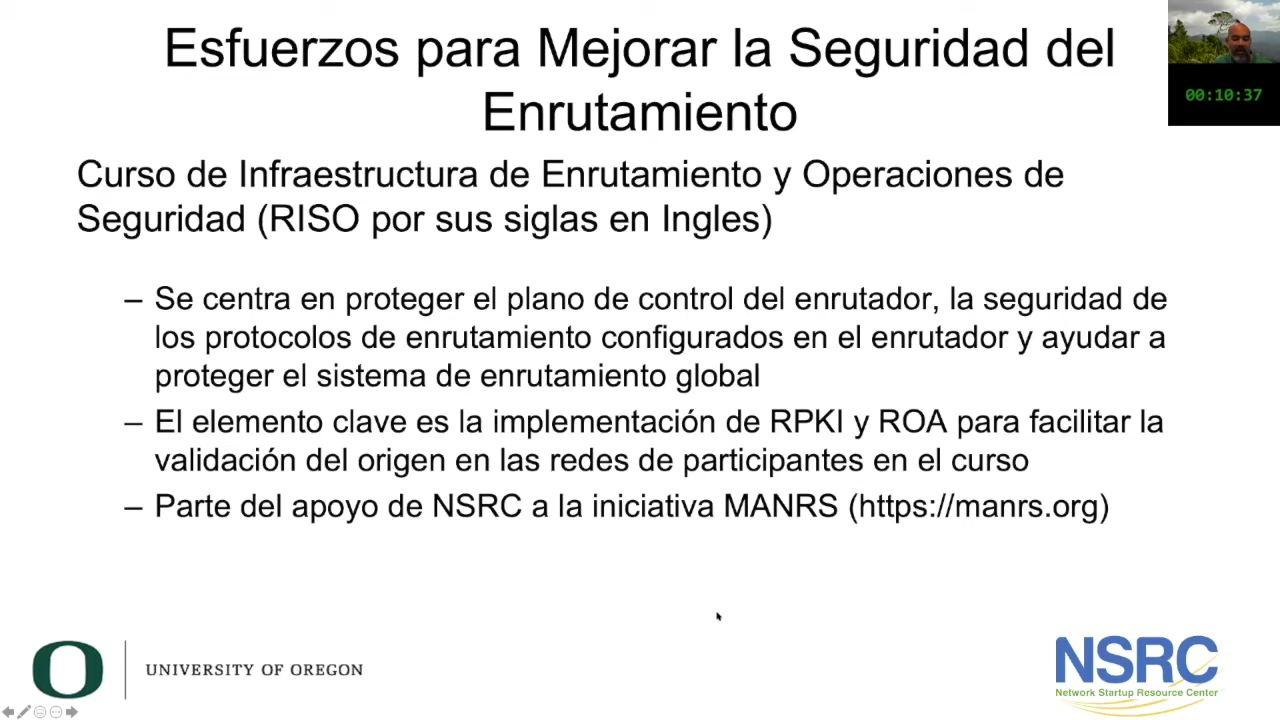 Esfuerzos para Mejorar la Seguridad del
Enrutamiento
00:10:37
Curso de Infraestructura de Enrutamiento y Operaciones de
Seguridad (RISO por sus siglas en Ingles)
– Se centra en proteger el plano de control del enrutador, la seguridad de
los protocolos de enrutamiento configurados en el enrutador y ayudar a
proteger el sistema de enrutamiento global
– El elemento clave es la implementación de RPKI y ROA para facilitar la
validación del origen en las redes de participantes en el curso
– Parte del apoyo de NSRC a la iniciativa MANRS (https://manrs.org)
O
UNIVERSITY OF OREGON
NSRC
Network Startup Resource Center